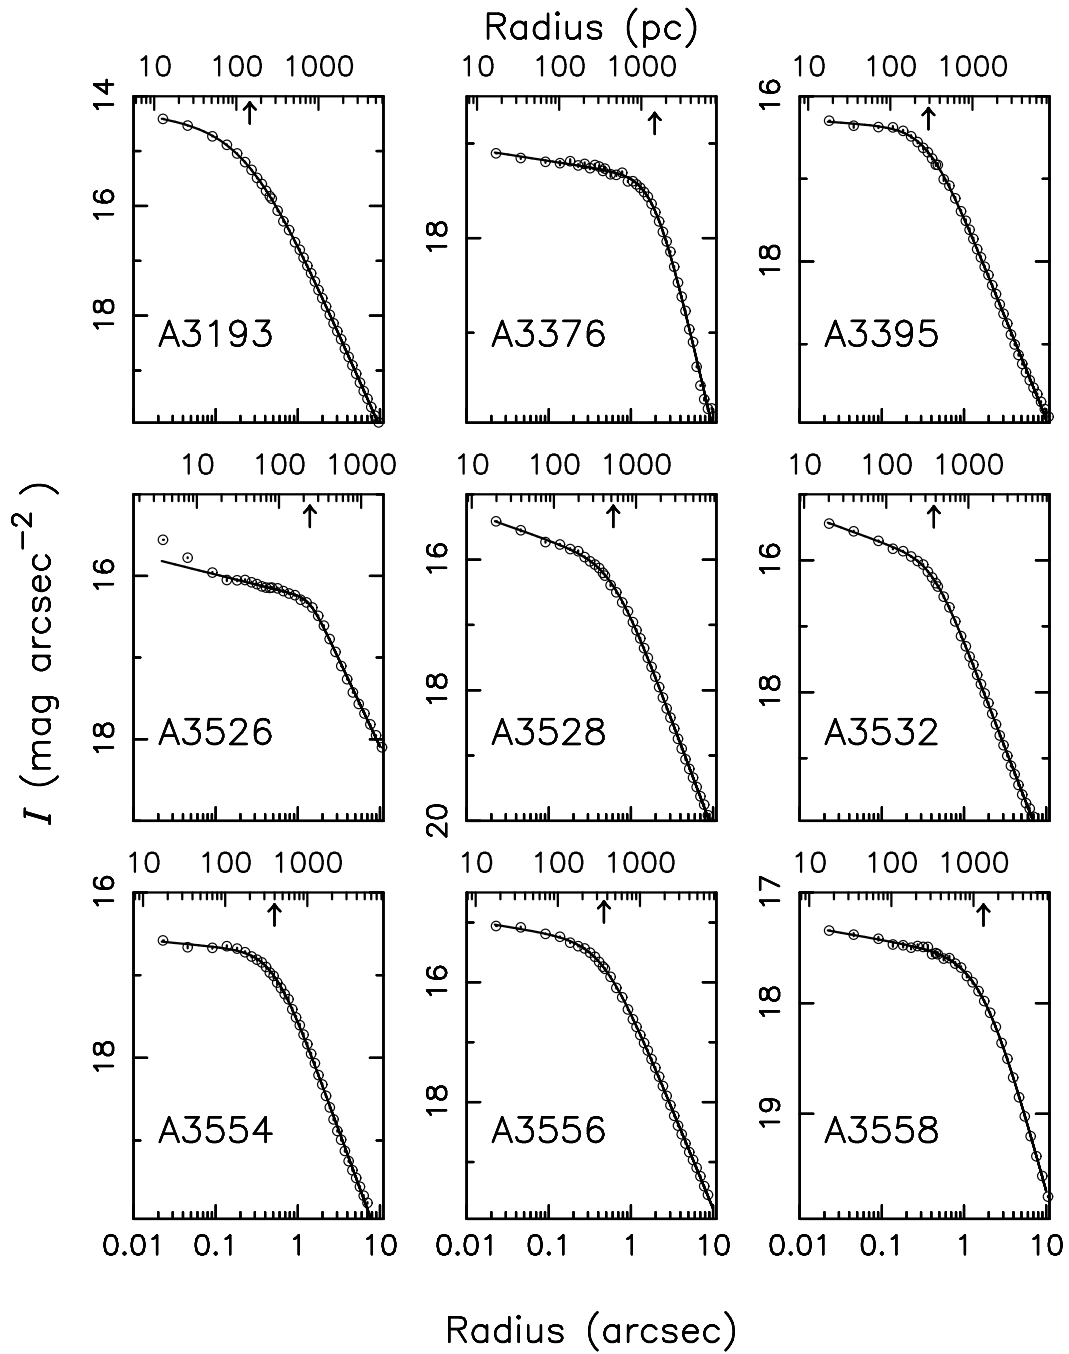 Radius (pc)
10 100 1000 10 100 1000 10 100 1000
14 16 18 A3193
18 A3376
16 18 A3395
10 100 1000 10 100 1000 10 100 1000
16 18 A3526
16 18 20 A3528
16 18 A3532
I (mag arcsec−2 )
10 100 1000 10 100 1000 10 100 1000
16 18 A3554
16 18 A3556
17 18 19 A3558
0.01 0.1 1 10 0.01 0.1 1 10 0.01 0.1 1 10
Radius (arcsec)